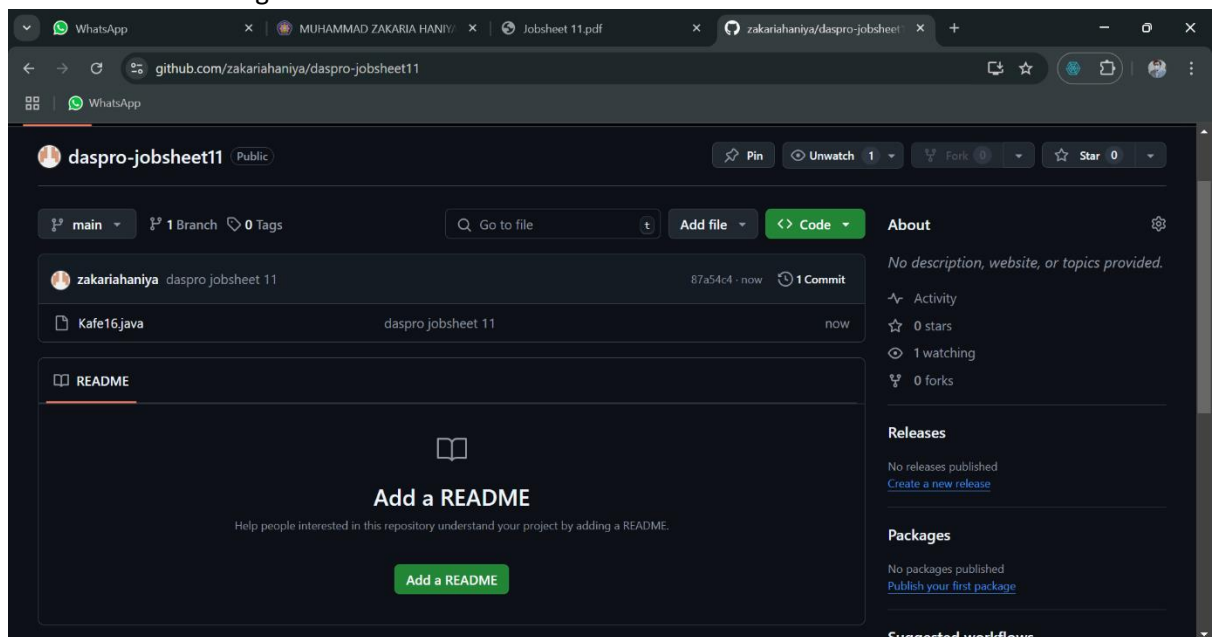 WhatsApp
MUHAMMAD ZAKARIA HANIY
Jobsheet 11.pdf
zakariahaniya/daspro-jobsheet
github.com/zakariahaniya/daspro-jobsheet11
WhatsApp
daspro-jobsheet11 Public
Pin
Unwatch 1
Fork 0
Star 0
main
1 Branch 0 Tags
Go to file t
Add file
<> Code
About
No description, website, or topics provided.
zakariahaniya daspro jobsheet 11
87a54c4 · now 1 Commit
Kafe16.java daspro jobsheet 11 now
Activity
0 stars
1 watching
0 forks
README
Add a README
Help people interested in this repository understand your project by adding a README.
Add a README
Releases
No releases published
Create a new release
Packages
No packages published
Publish your first package
Suggested workflows